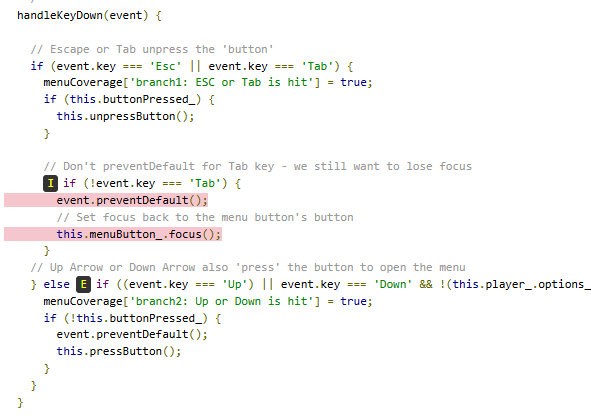 handleKeyDown(event) {
// Escape or Tab unpress the 'button'
if (event.key === 'Esc' || event.key === 'Tab') {
menuCoverage['branch1: ESC or Tab is hit'] = true;
if (this.buttonPressed_) {
this.unpressButton();
}
// Don't preventDefault for Tab key - we still want to lose focus
I if (!event.key === 'Tab') {
event.preventDefault();
// Set focus back to the menu button's button
this.menuButton_.focus();
}
// Up Arrow or Down Arrow also 'press' the button to open the menu
} else E if ((event.key === 'Up') || event.key === 'Down' && !(this.player_.options_
menuCoverage['branch2: Up or Down is hit'] = true;
if (!this.buttonPressed_) {
event.preventDefault();
this.pressButton();
}
}
}